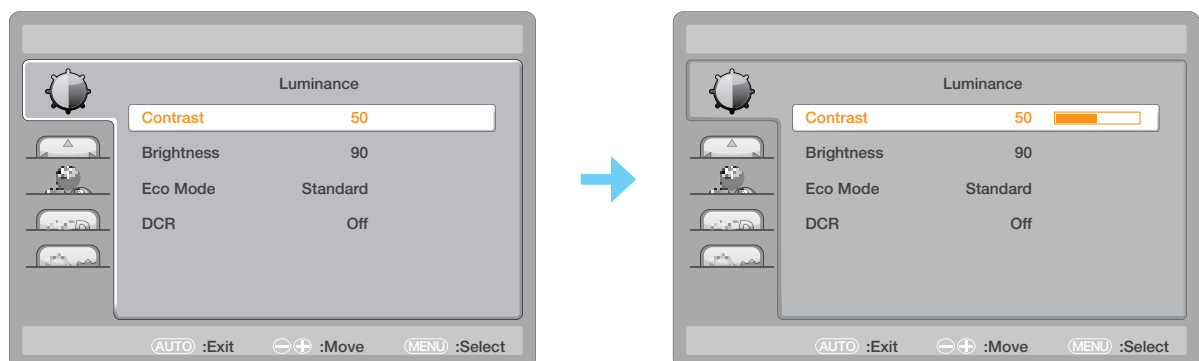 Luminance
Contrast 50
Brightness 90
Eco Mode Standard
DCR Off
AUTO :Exit :Move MENU :Select
Luminance
Contrast 50
Brightness 90
Eco Mode Standard
DCR Off
AUTO :Exit :Move MENU :Select